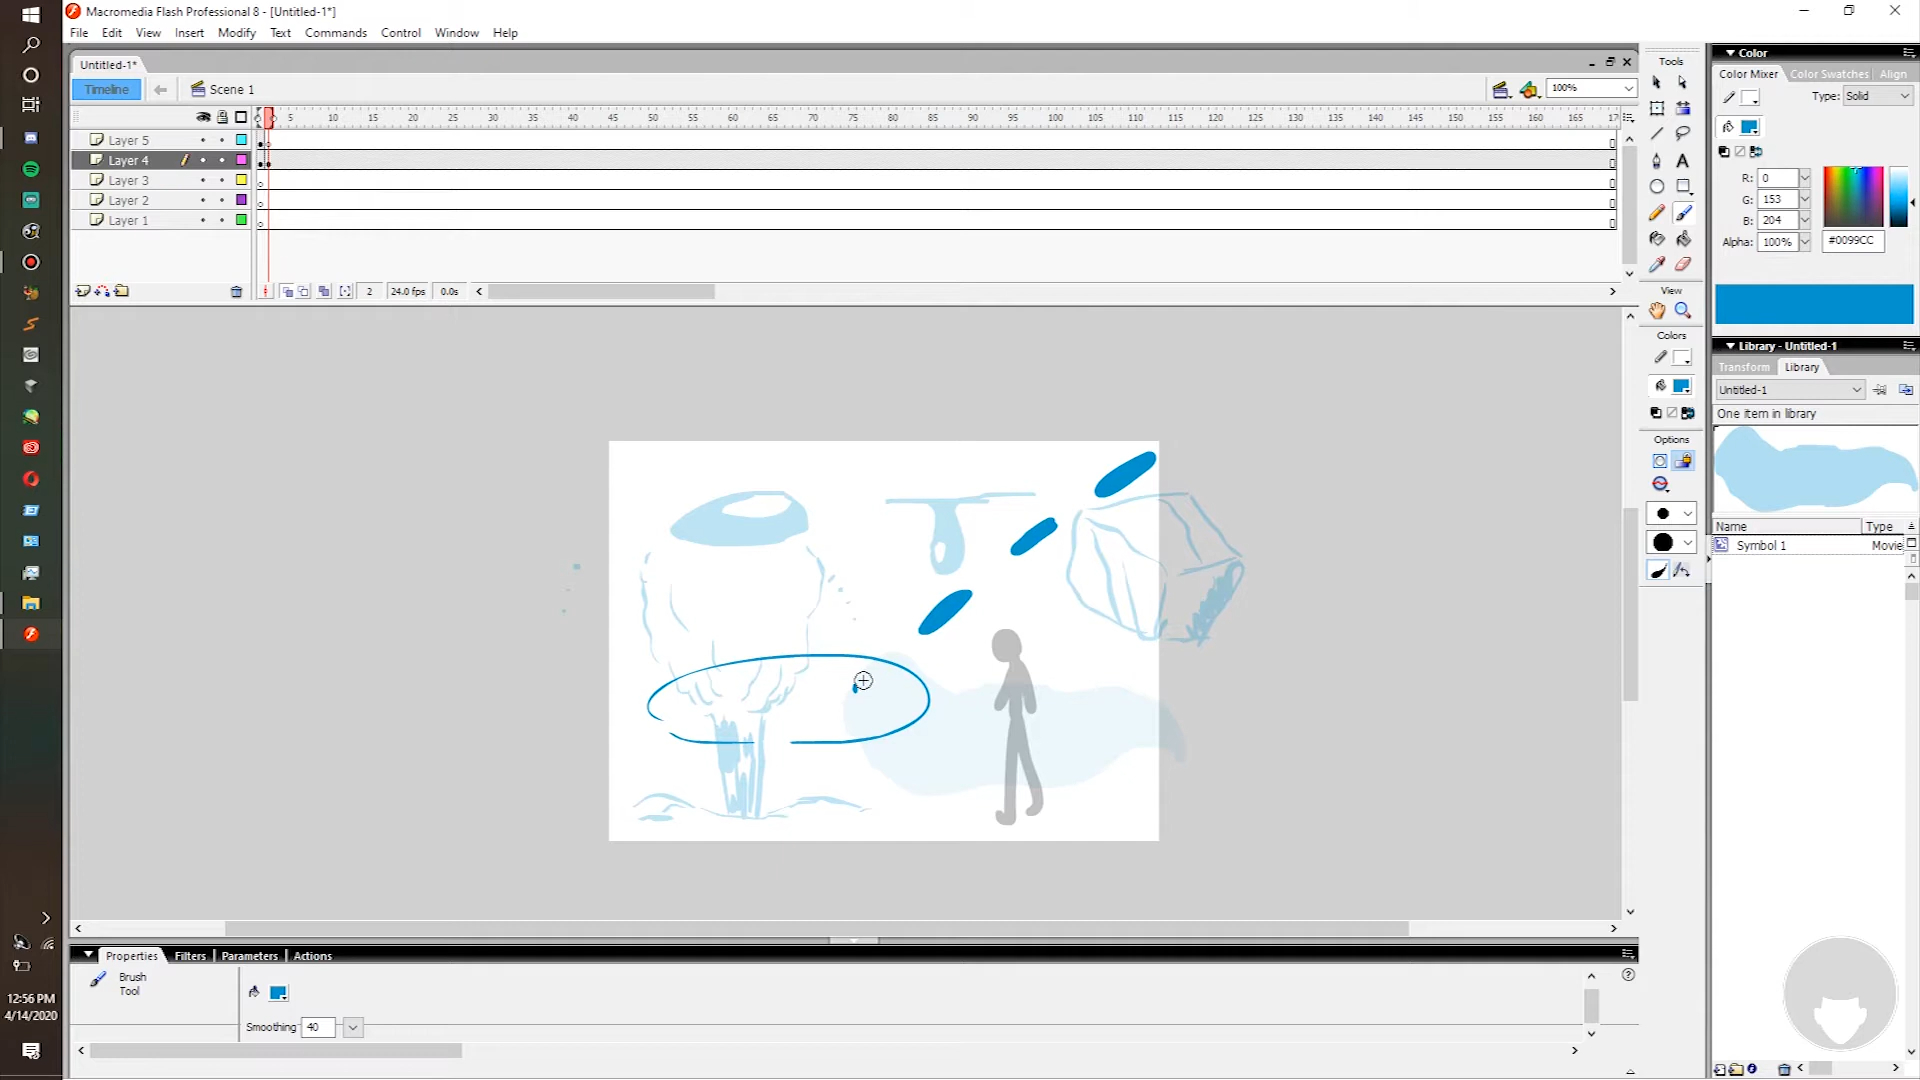 Macromedia Flash Professional 8 - [Untitled-1*]
File Edit View Insert Modify Text Commands Control Window Help
Untitled-1*
Timeline Scene 1 100%
5 10 15 20 25 30 35 40 45 50 55 60 65 70 75 80 85 90 95 100 105 110 115 120 125 130 135 140 145 150 155 160 165 17
Layer 5
Layer 4
Layer 3
Layer 2
Layer 1
2 24.0 fps 0.0s
Tools
View
Colors
Options
Color
Color Mixer Color Swatches Align
Type: Solid
R: 0
G: 153
B: 204
Alpha: 100% #0099CC
Library - Untitled-1
Transform Library
Untitled-1
One item in library
Name Type
Symbol 1 Movie
Properties Filters Parameters Actions
Brush
Tool
Smoothing 40
12:56 PM
4/14/2020